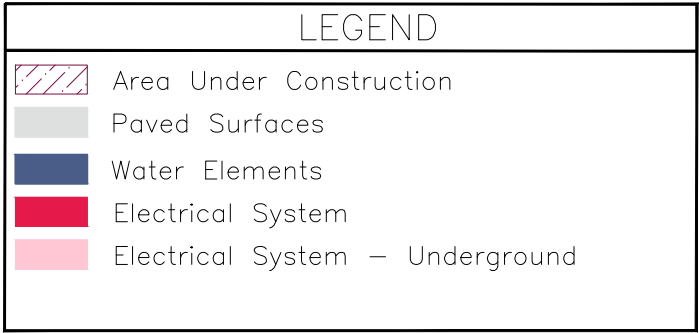 LEGEND
Area Under Construction
Paved Surfaces
Water Elements
Electrical System
Electrical System – Underground